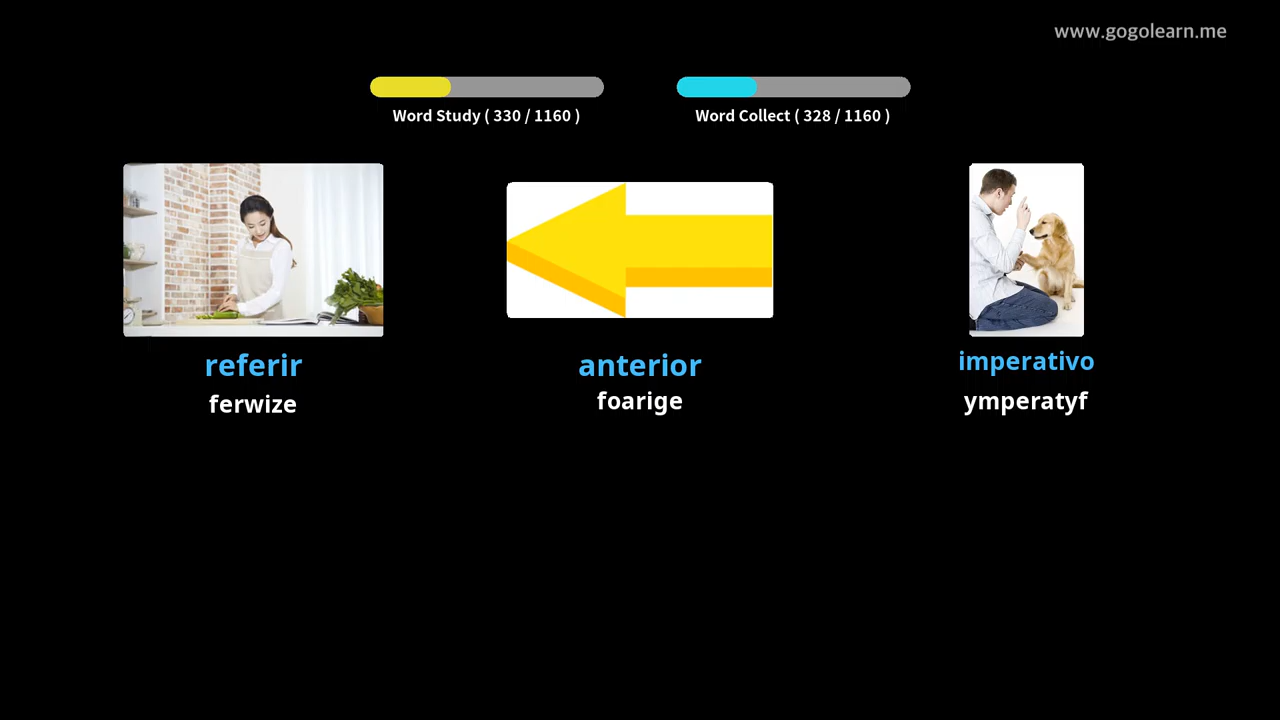 www.gogolearn.me
Word Study ( 330 / 1160 )
Word Collect ( 328 / 1160 )
referir
ferwize
anterior
foarige
imperativo
ymperatyf